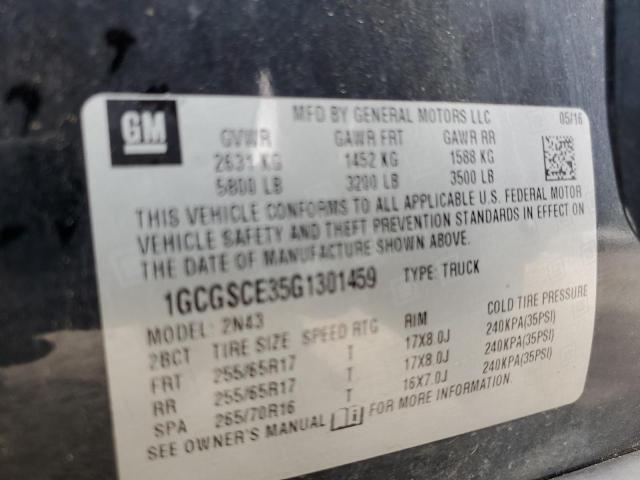 GM
MFD BY GENERAL MOTORS LLC 05/16
GVWR GAWR FRT GAWR RR
2631 KG 1452 KG 1588 KG
5800 LB 3200 LB 3500 LB
THIS VEHICLE CONFORMS TO ALL APPLICABLE U.S. FEDERAL MOTOR
VEHICLE SAFETY AND THEFT PREVENTION STANDARDS IN EFFECT ON
THE DATE OF MANUFACTURE SHOWN ABOVE.
1GCGSCE35G1301459 TYPE: TRUCK
MODEL: 2N43
2BCT TIRE SIZE SPEED RTG RIM COLD TIRE PRESSURE
FRT 255/65R17 T 17X8.0J 240KPA(35PSI)
RR 255/65R17 T 17X8.0J 240KPA(35PSI)
SPA 265/70R16 T 16X7.0J 240KPA(35PSI)
SEE OWNER'S MANUAL FOR MORE INFORMATION.